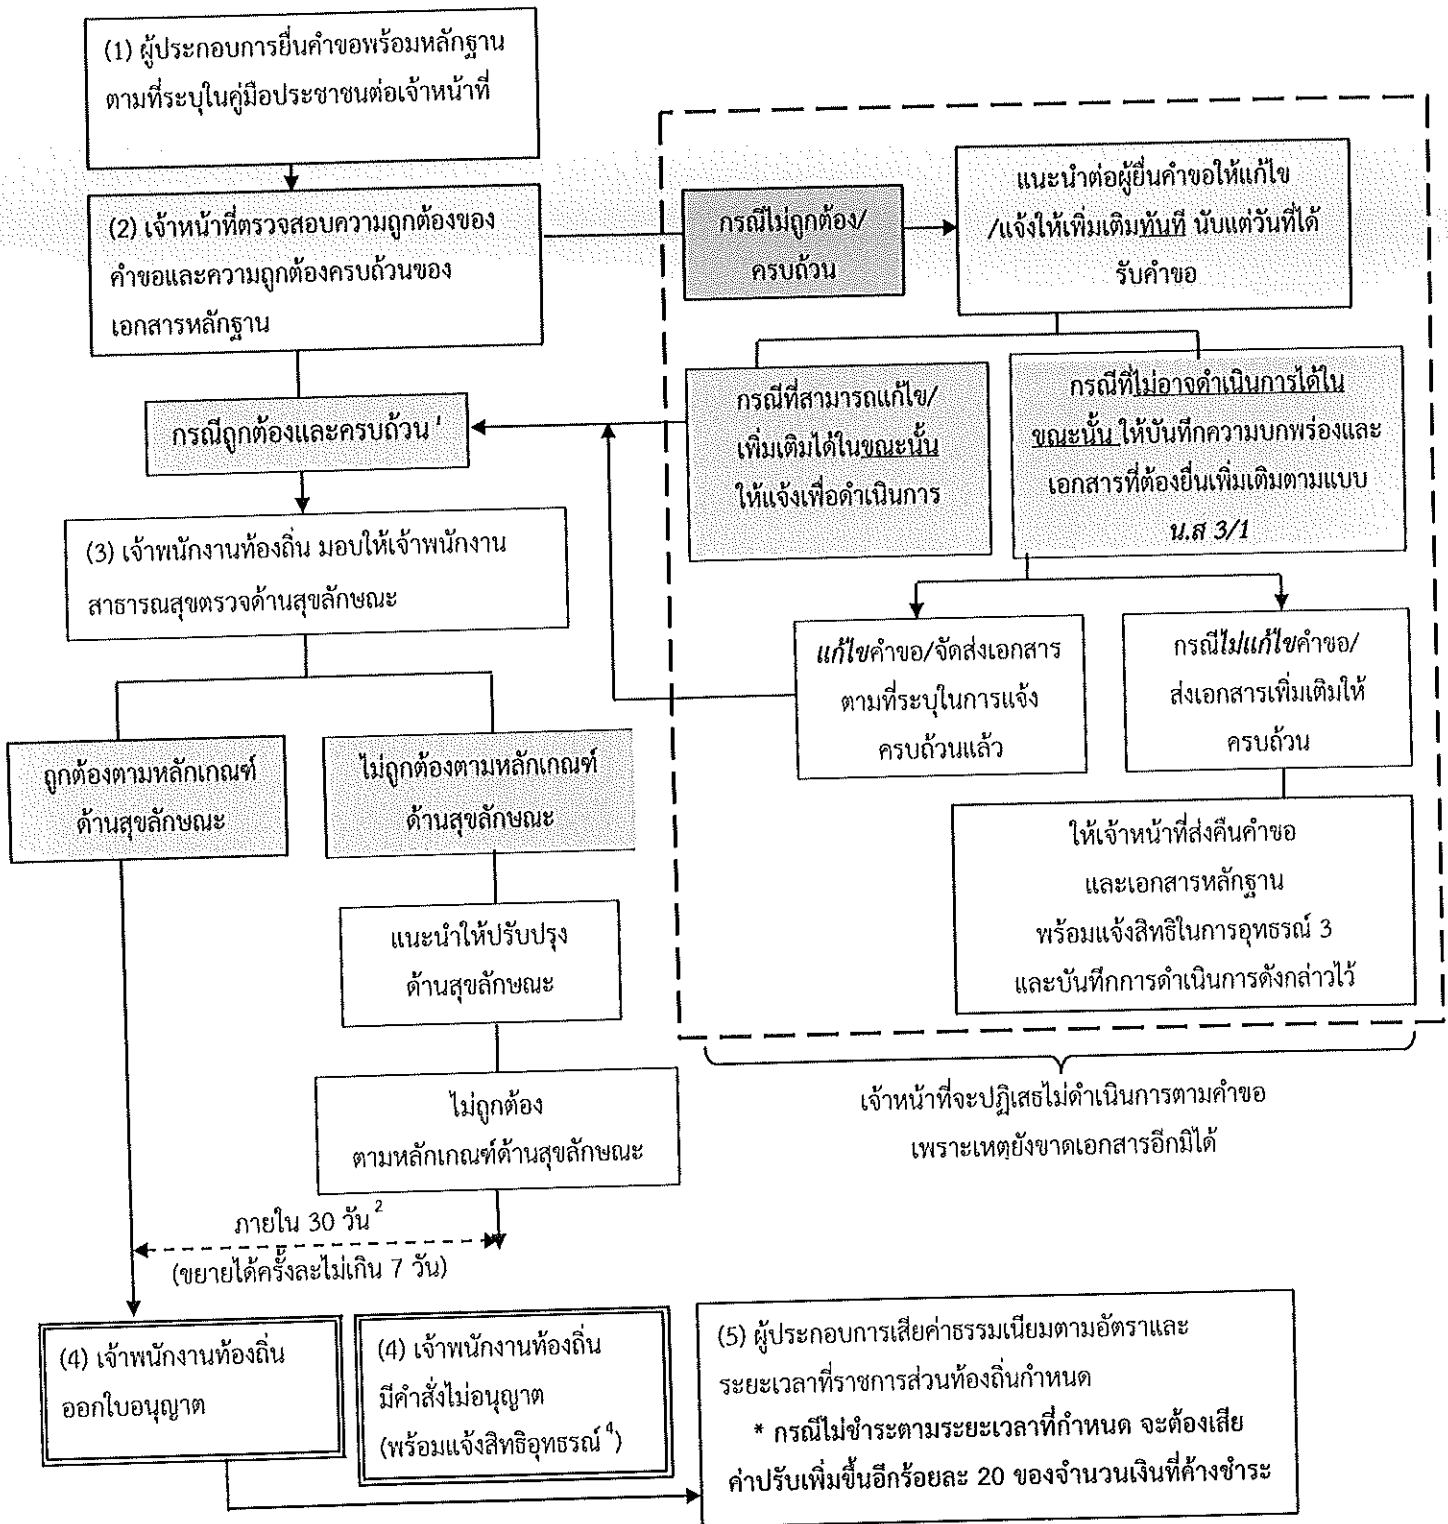 (1) ผู้ประกอบการยื่นคำขอพร้อมหลักฐาน
ตามที่ระบุในคู่มือประชาชนต่อเจ้าหน้าที่
(2) เจ้าหน้าที่ตรวจสอบความถูกต้องของ
คำขอและความถูกต้องครบถ้วนของ
เอกสารหลักฐาน
กรณีไม่ถูกต้อง/
ครบถ้วน
แนะนำต่อผู้ยื่นคำขอให้แก้ไข
/แจ้งให้เพิ่มเติมทันที นับแต่วันที่ได้
รับคำขอ
กรณีถูกต้องและครบถ้วน 1
กรณีที่สามารถแก้ไข/
เพิ่มเติมได้ในขณะนั้น
ให้แจ้งเพื่อดำเนินการ
กรณีที่ไม่อาจดำเนินการได้ใน
ขณะนั้น ให้บันทึกความบกพร่องและ
เอกสารที่ต้องยื่นเพิ่มเติมตามแบบ
น.ส 3/1
(3) เจ้าพนักงานท้องถิ่น มอบให้เจ้าพนักงาน
สาธารณสุขตรวจด้านสุขลักษณะ
แก้ไขคำขอ/จัดส่งเอกสาร
ตามที่ระบุในการแจ้ง
ครบถ้วนแล้ว
กรณีไม่แก้ไขคำขอ/
ส่งเอกสารเพิ่มเติมให้
ครบถ้วน
ถูกต้องตามหลักเกณฑ์
ด้านสุขลักษณะ
ไม่ถูกต้องตามหลักเกณฑ์
ด้านสุขลักษณะ
ให้เจ้าหน้าที่ส่งคืนคำขอ
และเอกสารหลักฐาน
พร้อมแจ้งสิทธิในการอุทธรณ์ 3
และบันทึกการดำเนินการดังกล่าวไว้
แนะนำให้ปรับปรุง
ด้านสุขลักษณะ
เจ้าหน้าที่จะปฏิเสธไม่ดำเนินการตามคำขอ
เพราะเหตุยังขาดเอกสารอีกมิได้
ไม่ถูกต้อง
ตามหลักเกณฑ์ด้านสุขลักษณะ
ภายใน 30 วัน 2
(ขยายได้ครั้งละไม่เกิน 7 วัน)
(4) เจ้าพนักงานท้องถิ่น
ออกใบอนุญาต
(4) เจ้าพนักงานท้องถิ่น
มีคำสั่งไม่อนุญาต
(พร้อมแจ้งสิทธิอุทธรณ์ 4)
(5) ผู้ประกอบการเสียค่าธรรมเนียมตามอัตราและ
ระยะเวลาที่ราชการส่วนท้องถิ่นกำหนด
* กรณีไม่ชำระตามระยะเวลาที่กำหนด จะต้องเสีย
ค่าปรับเพิ่มขึ้นอีกร้อยละ 20 ของจำนวนเงินที่ค้างชำระ